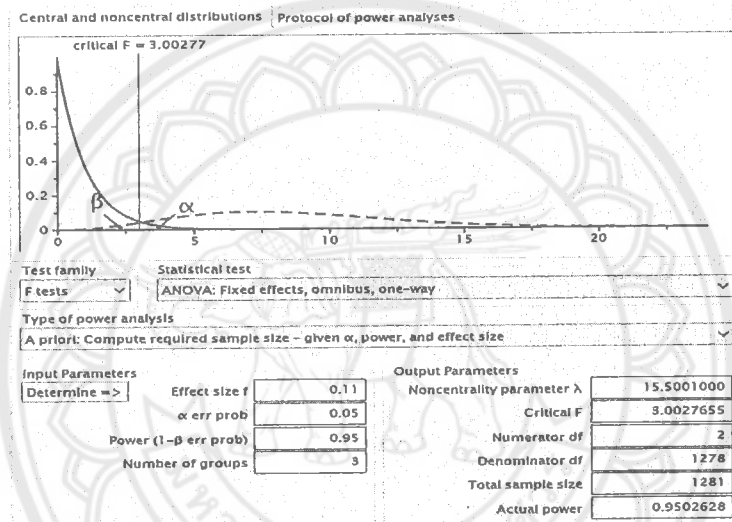 Central and noncentral distributions Protocol of power analyses
critical F = 3.00277
0.8
0.6
0.4
0.2
0
β
α
0 5 10 15 20
Test family Statistical test
F tests ANOVA: Fixed effects, omnibus, one-way
Type of power analysis
A priori: Compute required sample size - given α, power, and effect size
Input Parameters Output Parameters
Determine => Effect size f 0.11 Noncentrality parameter λ 15.5001000
α err prob 0.05 Critical F 3.0027655
Power (1-β err prob) 0.95 Numerator df 2
Number of groups 3 Denominator df 1278
Total sample size 1281
Actual power 0.9502628